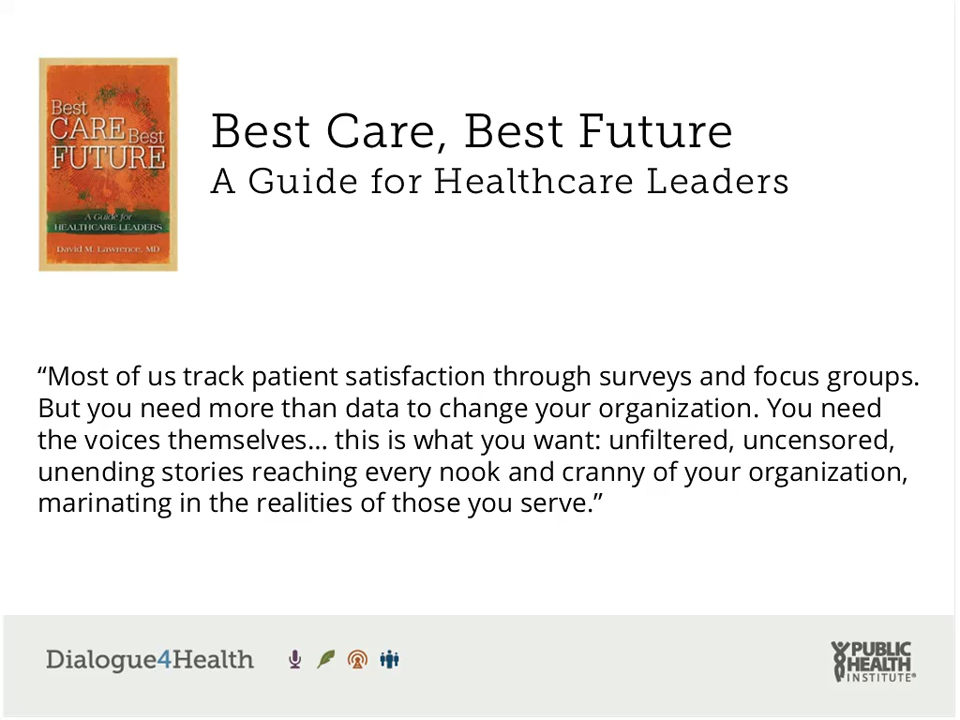 Best
CARE Best
FUTURE
A Guide for
HEALTHCARE LEADERS
David M. Lawrence, MD
Best Care, Best Future
A Guide for Healthcare Leaders
“Most of us track patient satisfaction through surveys and focus groups.
But you need more than data to change your organization. You need
the voices themselves... this is what you want: unfiltered, uncensored,
unending stories reaching every nook and cranny of your organization,
marinating in the realities of those you serve.”
Dialogue4Health
PUBLIC
HEALTH
INSTITUTE®